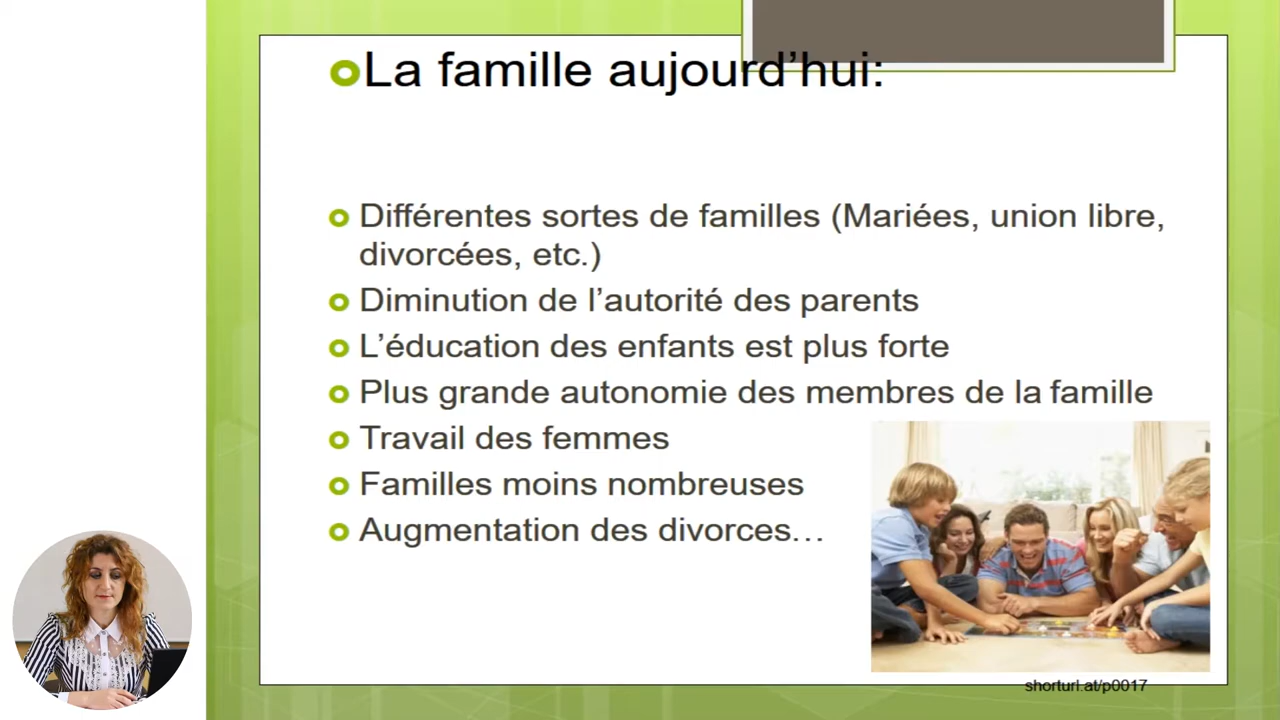 La famille aujourd’hui:
Différentes sortes de familles (Mariées, union libre,
divorcées, etc.)
Diminution de l’autorité des parents
L’éducation des enfants est plus forte
Plus grande autonomie des membres de la famille
Travail des femmes
Familles moins nombreuses
Augmentation des divorces…
shorturl.at/p0017